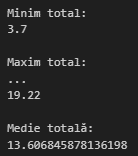 Minim total:
3.7
Maxim total:
...
19.22
Medie totală:
13.606845878136198